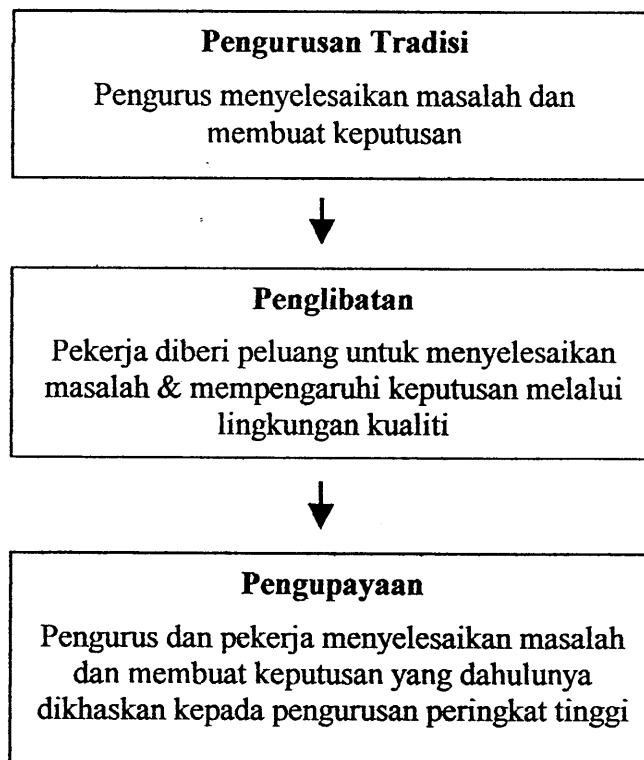 Pengurusan Tradisi
Pengurus menyelesaikan masalah dan
membuat keputusan
Penglibatan
Pekerja diberi peluang untuk menyelesaikan
masalah & mempengaruhi keputusan melalui
lingkungan kualiti
Pengupayaan
Pengurus dan pekerja menyelesaikan masalah
dan membuat keputusan yang dahulunya
dikhaskan kepada pengurusan peringkat tinggi